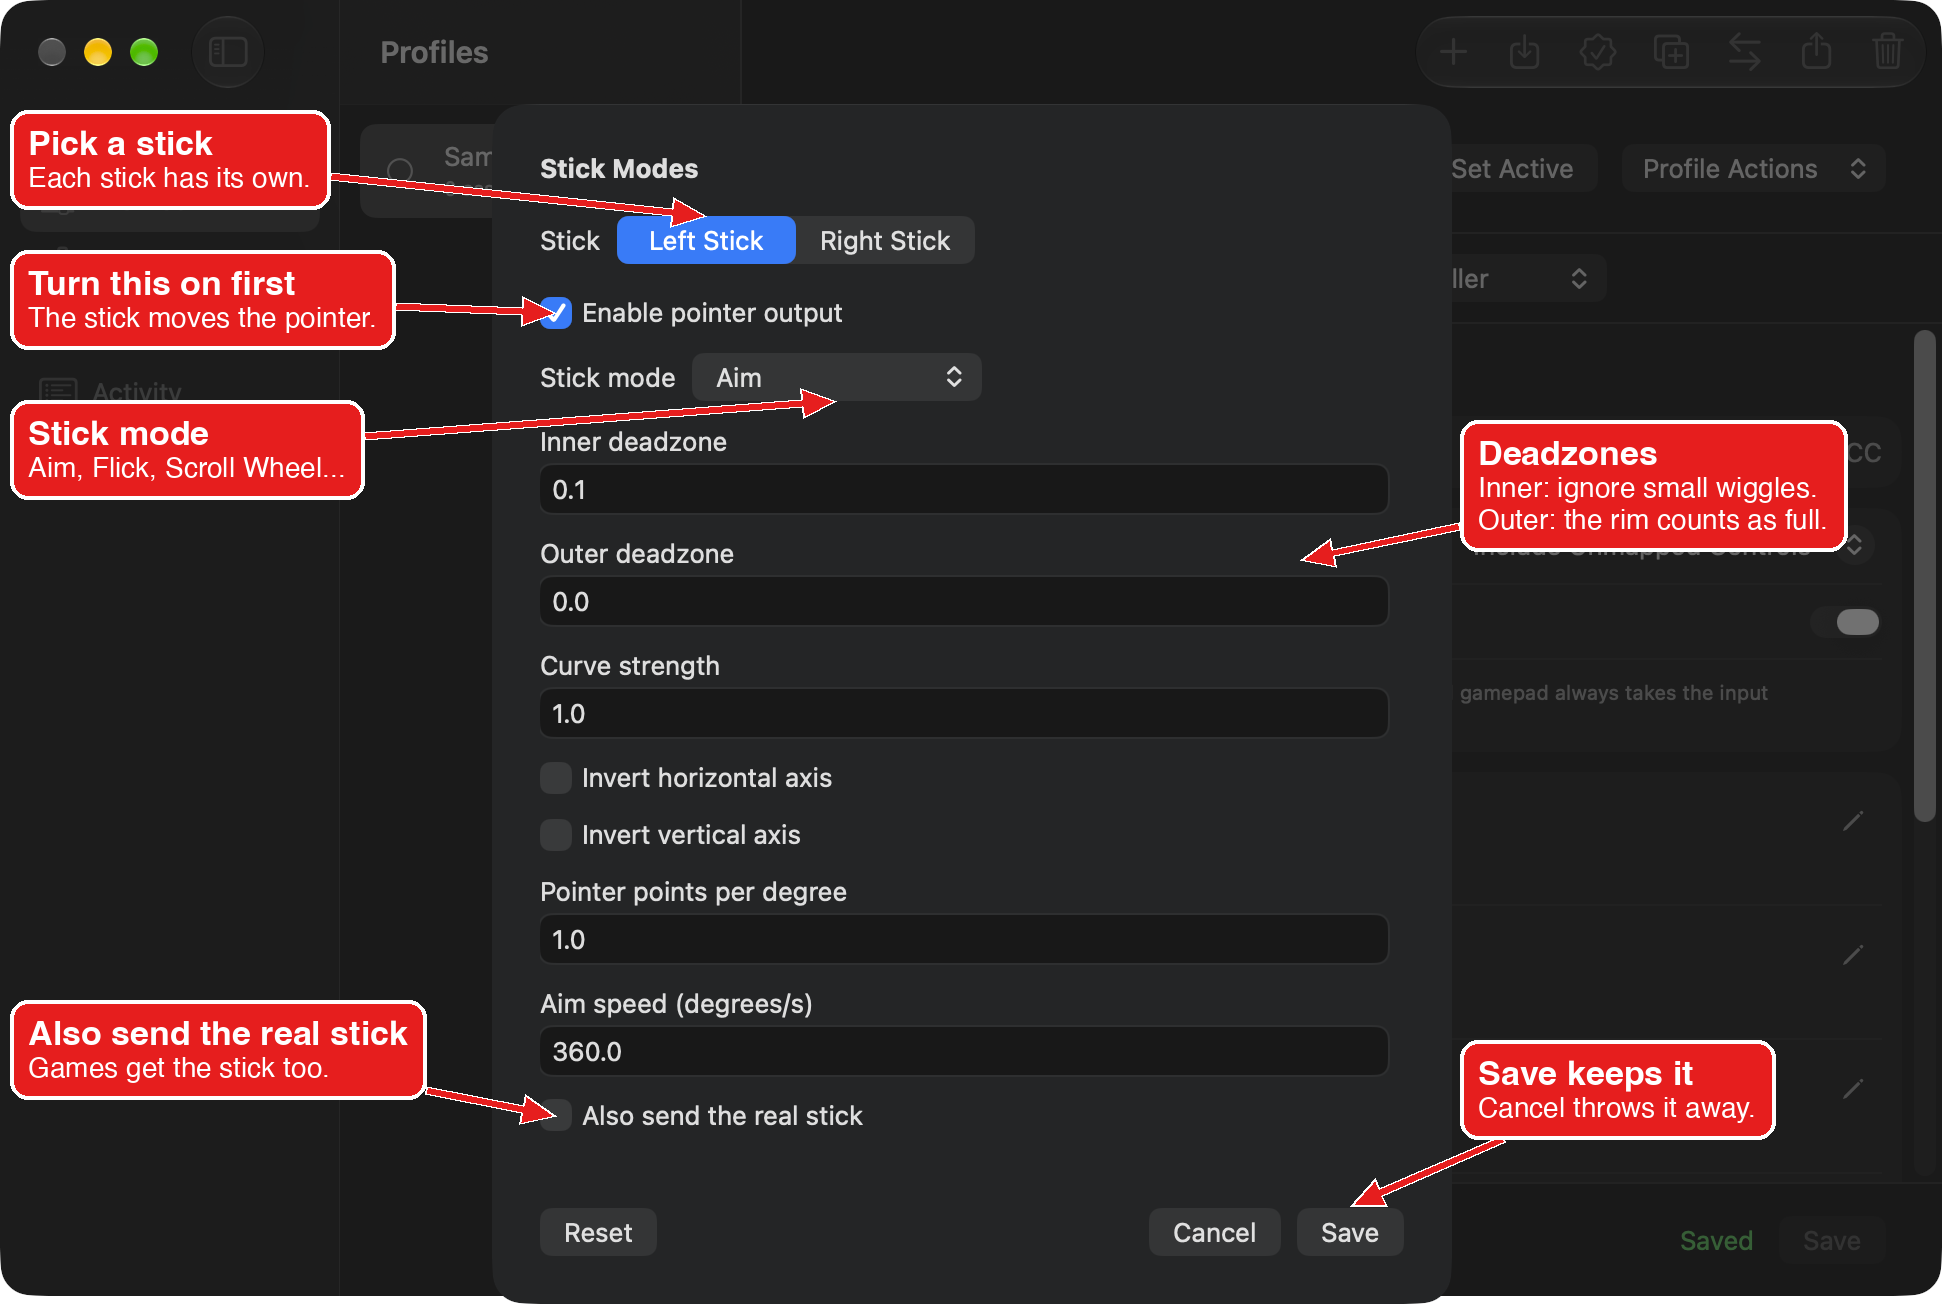 Profiles
Pick a stick
Each stick has its own.
Sam
Stick Modes
Set Active
Profile Actions
Stick
Left Stick
Right Stick
Turn this on first
The stick moves the pointer.
Enable pointer output
ller
Stick mode
Aim
Activity
Stick mode
Aim, Flick, Scroll Wheel...
Inner deadzone
0.1
Deadzones
Inner: ignore small wiggles.
Outer: the rim counts as full.
CC
Include Unmapped Controls
Outer deadzone
0.0
Curve strength
1.0
gamepad always takes the input
Invert horizontal axis
Invert vertical axis
Pointer points per degree
1.0
Aim speed (degrees/s)
360.0
Also send the real stick
Games get the stick too.
Also send the real stick
Save keeps it
Cancel throws it away.
Reset
Cancel
Save
Saved
Save